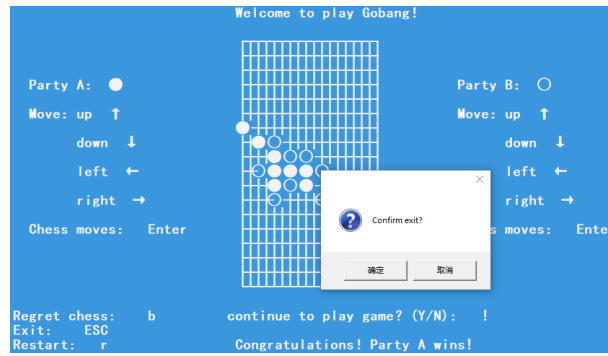 Welcome to play Gobang!
Party A: ●
Party B: ○
Move: up ↑
Move: up ↑
down ↓
down ↓
left ←
left ←
right →
right →
Chess moves: Enter
s moves: Ente
Confirm exit?
确定
取消
Regret chess: b
continue to play game? (Y/N): !
Exit: ESC
Restart: r
Congratulations! Party A wins!